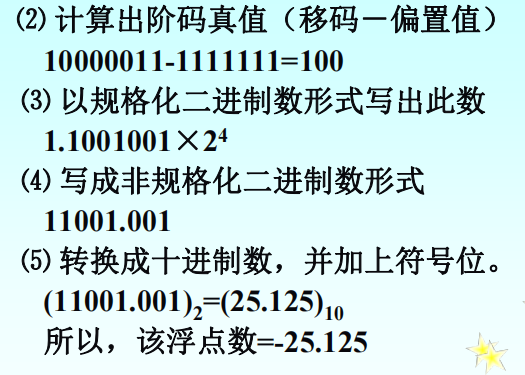 ⑵ 计算出阶码真值（移码－偏置值）
10000011-1111111=100
⑶ 以规格化二进制数形式写出此数
1.1001001×2⁴
⑷ 写成非规格化二进制数形式
11001.001
⑸ 转换成十进制数，并加上符号位。
(11001.001)₂=(25.125)₁₀
所以，该浮点数=-25.125